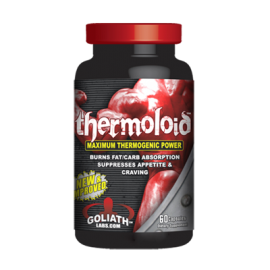 thermoloid
MAXIMUM THERMOGENIC POWER
BURNS FAT/CARB ABSORPTION
SUPPRESSES APPETITE &
CRAVING
NEW &
IMPROVED
GOLIATH
LABS.COM
60